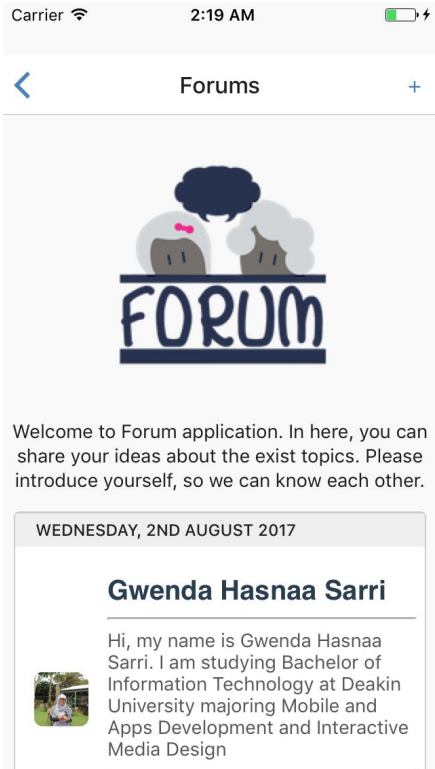 Carrier 2:19 AM
Forums +
FORUM
Welcome to Forum application. In here, you can
share your ideas about the exist topics. Please
introduce yourself, so we can know each other.
WEDNESDAY, 2ND AUGUST 2017
Gwenda Hasnaa Sarri
Hi, my name is Gwenda Hasnaa
Sarri. I am studying Bachelor of
Information Technology at Deakin
University majoring Mobile and
Apps Development and Interactive
Media Design